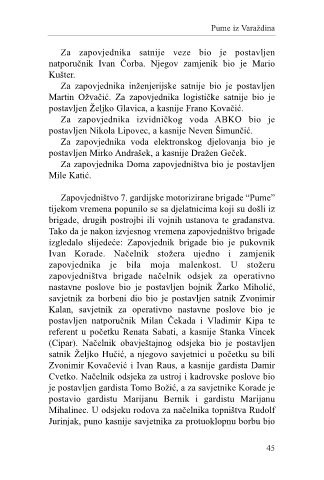 Pume iz Varaždina
Za zapovjednika satnije veze bio je postavljen
natporučnik Ivan Čorba. Njegov zamjenik bio je Mario
Kušter.
Za zapovjednika inženjerijske satnije bio je postavljen
Martin Ožvačić. Za zapovjednika logističke satnije bio je
postavljen Željko Glavica, a kasnije Frano Kovačić.
Za zapovjednika izvidničkog voda ABKO bio je
postavljen Nikola Lipovec, a kasnije Neven Šimunčić.
Za zapovjednika voda elektronskog djelovanja bio je
postavljen Mirko Andrašek, a kasnije Dražen Geček.
Za zapovjednika Doma zapovjedništva bio je postavljen
Mile Katić.
Zapovjedništvo 7. gardijske motorizirane brigade “Pume”
tijekom vremena popunilo se sa djelatnicima koji su došli iz
brigade, drugih postrojbi ili vojnih ustanova te građanstva.
Tako da je nakon izvjesnog vremena zapovjedništvo brigade
izgledalo slijedeće: Zapovjednik brigade bio je pukovnik
Ivan Korade. Načelnik stožera ujedno i zamjenik
zapovjednika je bila moja malenkost. U stožeru
zapovjedništva brigade načelnik odsjek za operativno
nastavne poslove bio je postavljen bojnik Žarko Miholić,
savjetnik za borbeni dio bio je postavljen satnik Zvonimir
Kalan, savjetnik za operativno nastavne poslove bio je
postavljen natporučnik Milan Čekada i Vladimir Kipa te
referent u početku Renata Sabati, a kasnije Stanka Vincek
(Cipar). Načelnik obavještajnog odsjeka bio je postavljen
satnik Željko Hučić, a njegovo savjetnici u početku su bili
Zvonimir Kovačević i Ivan Raus, a kasnije gardista Damir
Cvetko. Načelnik odsjeka za ustroj i kadrovske poslove bio
je postavljen gardista Tomo Božić, a za savjetnike Korade je
postavio gardistu Marijanu Bernik i gardistu Marijanu
Mihalinec. U odsjeku rodova za načelnika topništva Rudolf
Jurinjak, puno kasnije savjetnika za protuoklopnu borbu bio
45